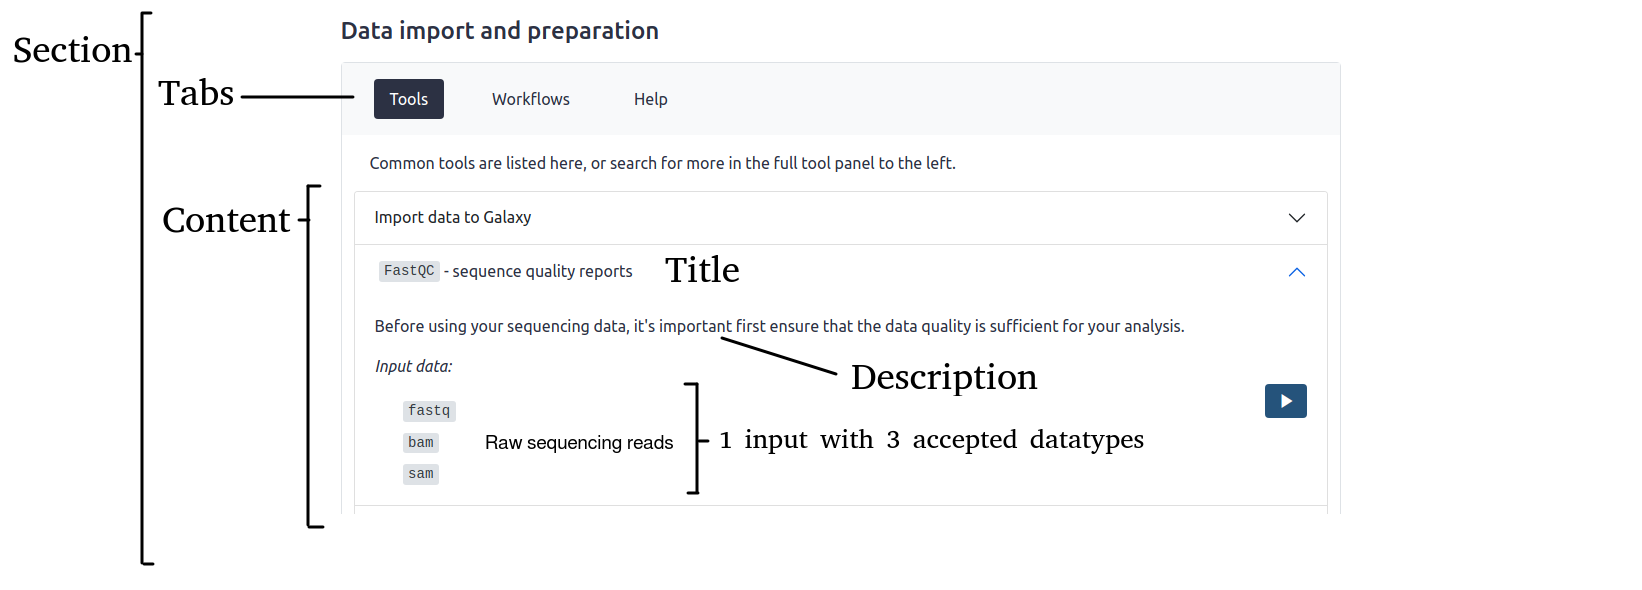 Data import and preparation
Section
Tabs
Tools Workflows Help
Common tools are listed here, or search for more in the full tool panel to the left.
Content
Import data to Galaxy
FastQC - sequence quality reports
Title
Before using your sequencing data, it's important first ensure that the data quality is sufficient for your analysis.
Input data:
Description
fastq
bam
sam
Raw sequencing reads
1 input with 3 accepted datatypes